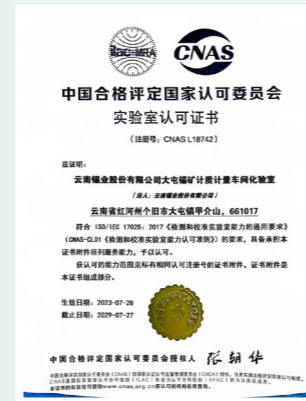 ilac-MRA
CNAS
中国合格评定国家认可委员会
实验室认可证书
（注册号：CNAS L18742）
兹证明：
云南锡业股份有限公司大屯锡矿计质计量车间化验室
（法人：云南锡业股份有限公司）
云南省红河州个旧市大屯镇甲介山，661017
符合 ISO/IEC 17025：2017《检测和校准实验室能力的通用要求》
（CNAS-CL01《检测和校准实验室能力认可准则》）的要求，具备承担本
证书附件所列服务能力，予以认可。
获认可的能力范围见标有相同认可注册号的证书附件，证书附件是
本证书组成部分。
生效日期：2023-07-28
截止日期：2029-07-27
中国合格评定国家认可委员会授权人 张朝华